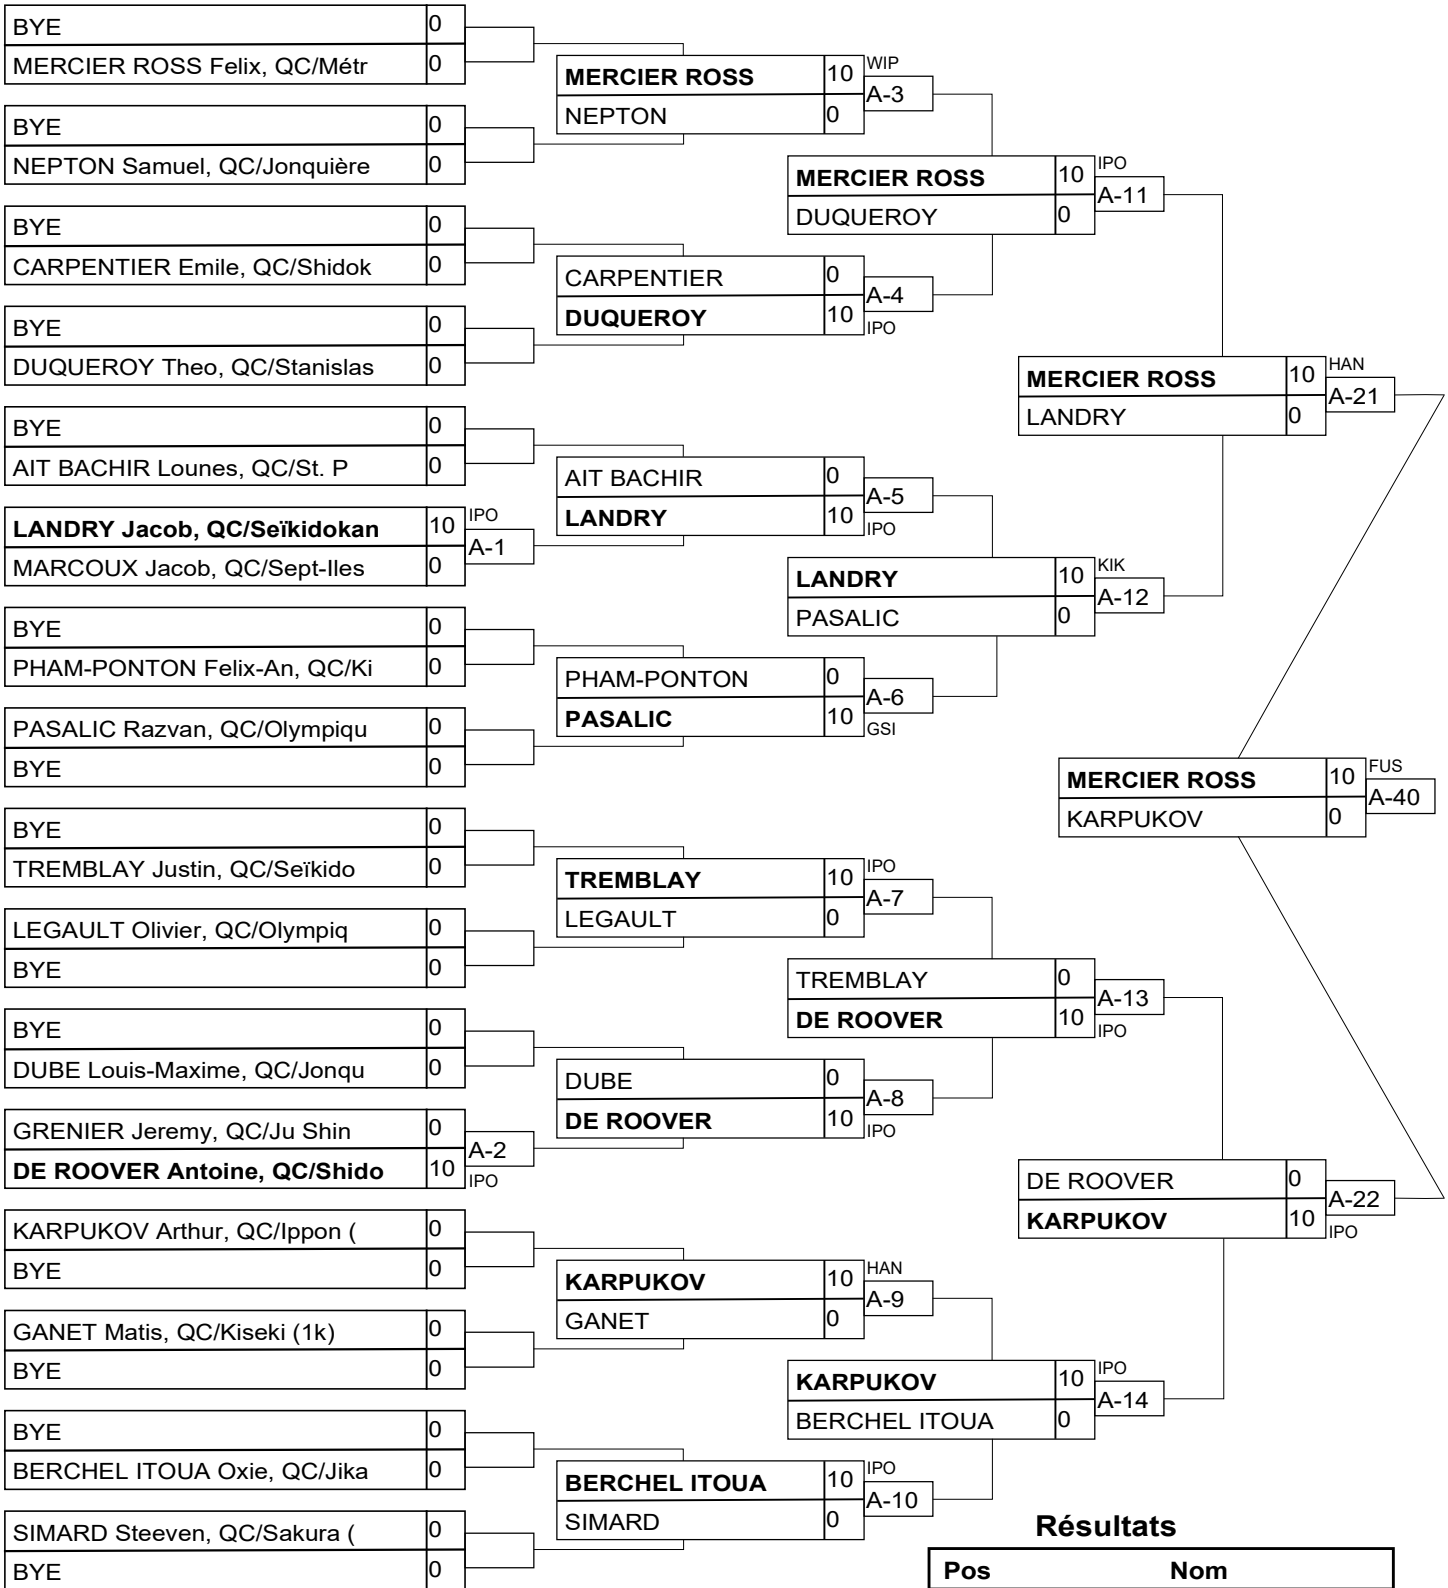 BYE 0
MERCIER ROSS Felix, QC/Métr 0
BYE 0
NEPTON Samuel, QC/Jonquière 0
BYE 0
CARPENTIER Emile, QC/Shidok 0
BYE 0
DUQUEROY Theo, QC/Stanislas 0
BYE 0
AIT BACHIR Lounes, QC/St. P 0
LANDRY Jacob, QC/Seïkidokan 10 IPO
A-1
MARCOUX Jacob, QC/Sept-Iles 0
BYE 0
PHAM-PONTON Felix-An, QC/Ki 0
PASALIC Razvan, QC/Olympiqu 0
BYE 0
BYE 0
TREMBLAY Justin, QC/Seïkido 0
LEGAULT Olivier, QC/Olympiq 0
BYE 0
BYE 0
DUBE Louis-Maxime, QC/Jonqu 0
GRENIER Jeremy, QC/Ju Shin 0
A-2
DE ROOVER Antoine, QC/Shido 10 IPO
KARPUKOV Arthur, QC/Ippon ( 0
BYE 0
GANET Matis, QC/Kiseki (1k) 0
BYE 0
BYE 0
BERCHEL ITOUA Oxie, QC/Jika 0
SIMARD Steeven, QC/Sakura ( 0
BYE 0
MERCIER ROSS 10 WIP
A-3
NEPTON 0
CARPENTIER 0
A-4
DUQUEROY 10 IPO
AIT BACHIR 0
A-5
LANDRY 10 IPO
PHAM-PONTON 0
A-6
PASALIC 10 GSI
TREMBLAY 10 IPO
A-7
LEGAULT 0
DUBE 0
A-8
DE ROOVER 10 IPO
KARPUKOV 10 HAN
A-9
GANET 0
BERCHEL ITOUA 10 IPO
A-10
SIMARD 0
MERCIER ROSS 10 IPO
A-11
DUQUEROY 0
LANDRY 10 KIK
A-12
PASALIC 0
TREMBLAY 0
A-13
DE ROOVER 10 IPO
KARPUKOV 10 IPO
A-14
BERCHEL ITOUA 0
MERCIER ROSS 10 HAN
A-21
LANDRY 0
DE ROOVER 0
A-22
KARPUKOV 10 IPO
MERCIER ROSS 10 FUS
A-40
KARPUKOV 0
Résultats
Pos Nom